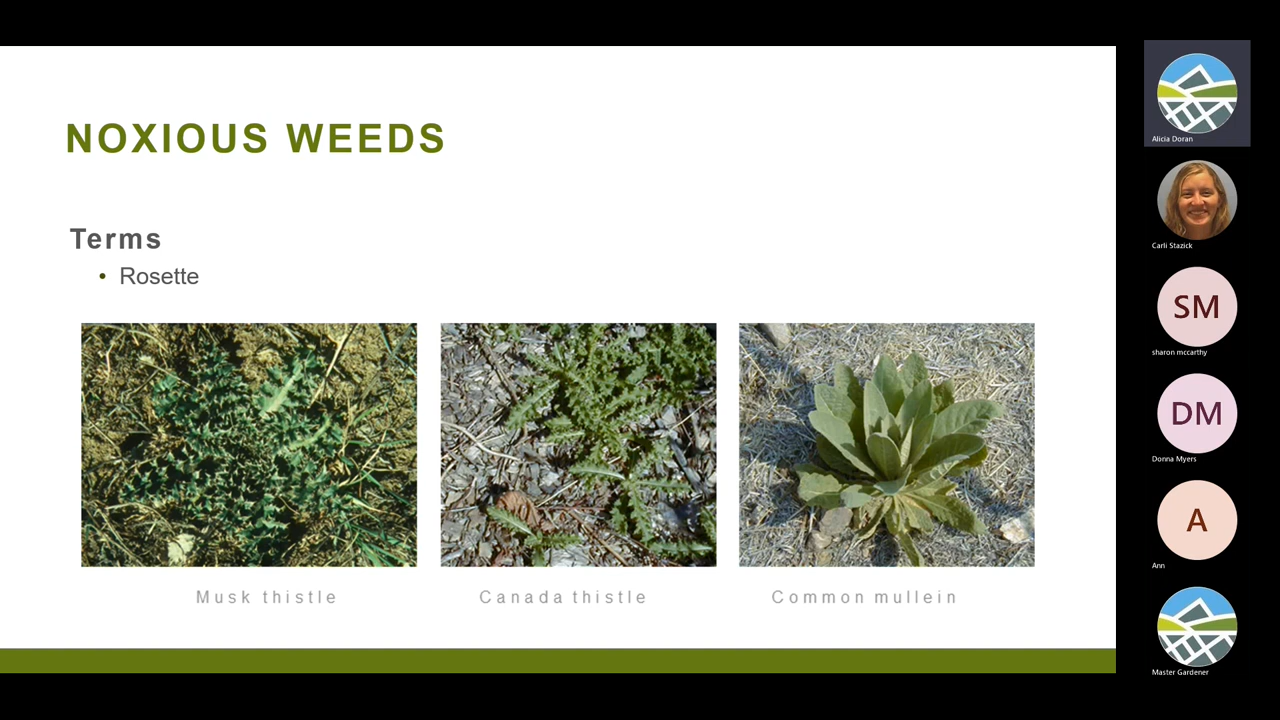 NOXIOUS WEEDS
Terms
• Rosette
Musk thistle
Canada thistle
Common mullein
Alicia Doran
Carli Stazick
SM
sharon mccarthy
DM
Donna Myers
A
Ann
Master Gardener